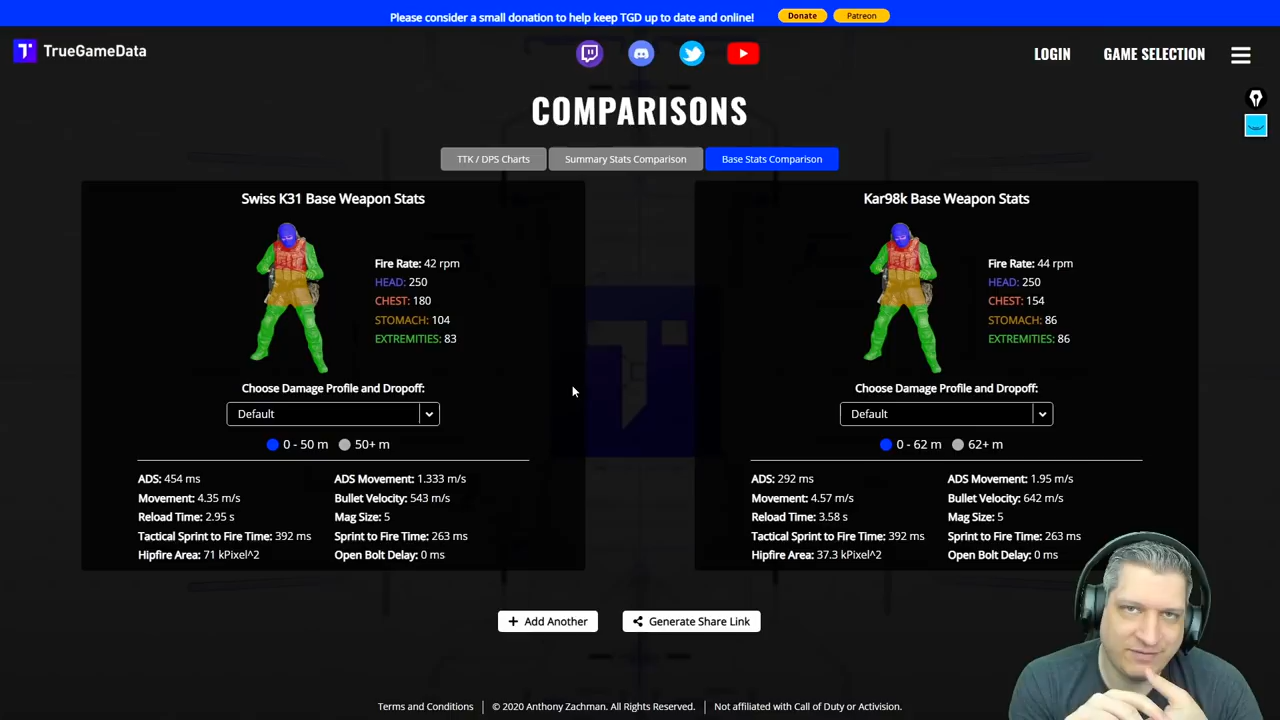 Please consider a small donation to help keep TGD up to date and online!
Donate
Patreon
TrueGameData
LOGIN
GAME SELECTION
COMPARISONS
TTK / DPS Charts
Summary Stats Comparison
Base Stats Comparison
Swiss K31 Base Weapon Stats
Fire Rate: 42 rpm
HEAD: 250
CHEST: 180
STOMACH: 104
EXTREMITIES: 83
Choose Damage Profile and Dropoff:
Default
0 - 50 m
50+ m
ADS: 454 ms
ADS Movement: 1.333 m/s
Movement: 4.35 m/s
Bullet Velocity: 543 m/s
Reload Time: 2.95 s
Mag Size: 5
Tactical Sprint to Fire Time: 392 ms
Sprint to Fire Time: 263 ms
Hipfire Area: 71 kPixel^2
Open Bolt Delay: 0 ms
Kar98k Base Weapon Stats
Fire Rate: 44 rpm
HEAD: 250
CHEST: 154
STOMACH: 86
EXTREMITIES: 86
Choose Damage Profile and Dropoff:
Default
0 - 62 m
62+ m
ADS: 292 ms
ADS Movement: 1.95 m/s
Movement: 4.57 m/s
Bullet Velocity: 642 m/s
Reload Time: 3.58 s
Mag Size: 5
Tactical Sprint to Fire Time: 392 ms
Sprint to Fire Time: 263 ms
Hipfire Area: 37.3 kPixel^2
Open Bolt Delay: 0 ms
+ Add Another
Generate Share Link
Terms and Conditions | © 2020 Anthony Zachman. All Rights Reserved. | Not affiliated with Call of Duty or Activision.